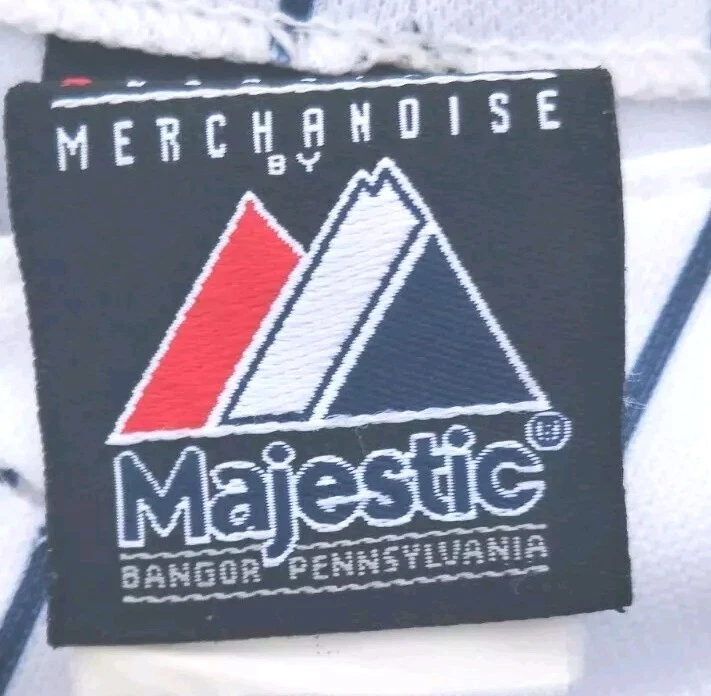 MERCHANDISE
BY
Majestic®
BANGOR PENNSYLVANIA